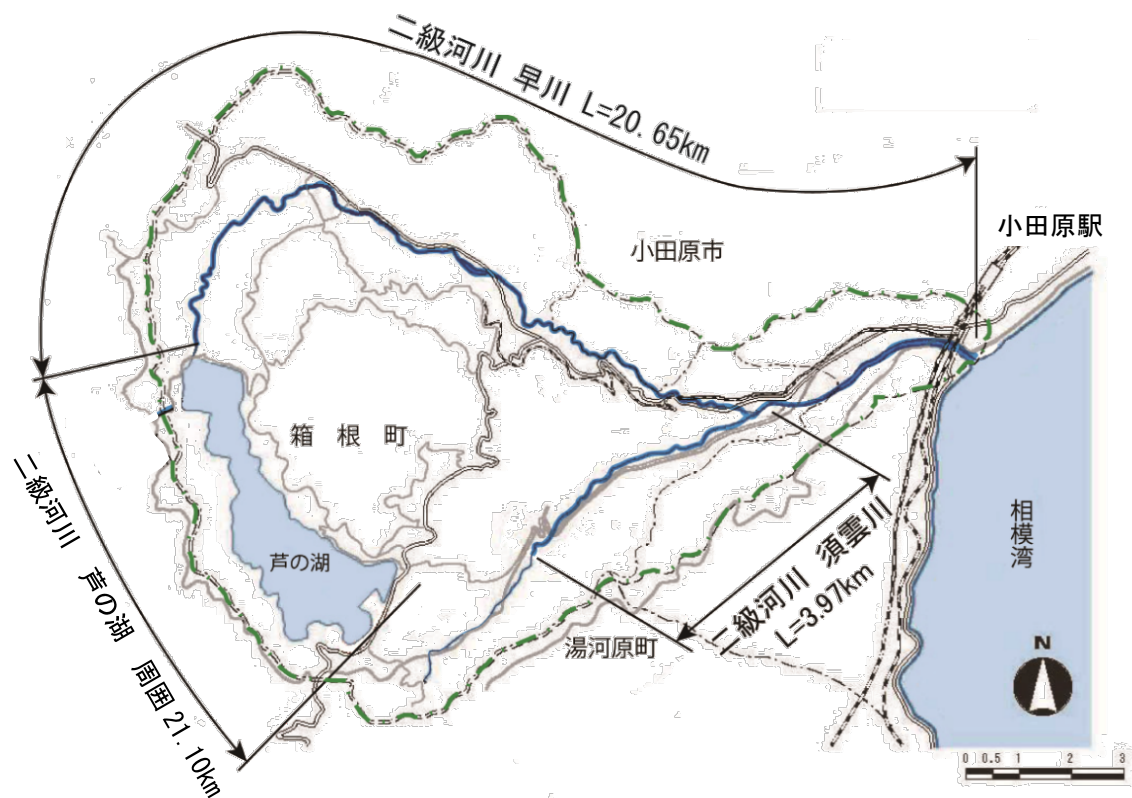 二級河川 早川 L=20.65km
小田原駅
小田原市
箱根町
二級河川 芦の湖 周囲21.10km
芦の湖
相模湾
二級河川 須雲川
L=3.97km
湯河原町
N
0 0.5 1 2 3